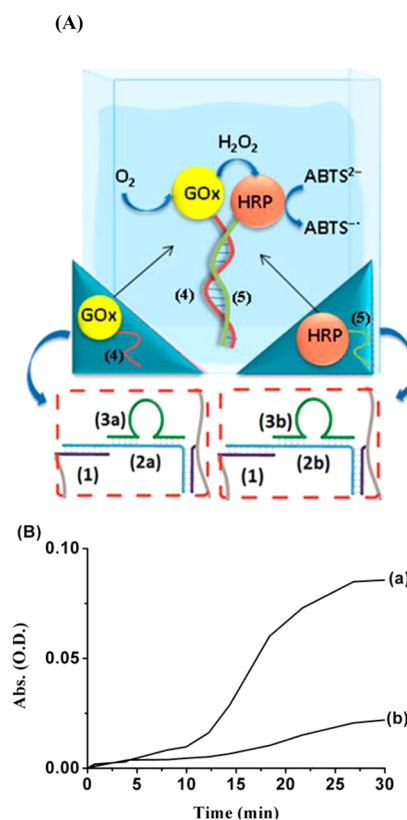 (A)
H₂O₂
O₂
GOx
HRP
ABTS²⁻
ABTS⁻·
(4)
(5)
GOx
(4)
HRP
(5)
(3a)
(1)
(2a)
(3b)
(1)
(2b)
(B)
0.10
0.05
0.00
Abs. (O.D.)
(a)
(b)
0 5 10 15 20 25 30
Time (min)